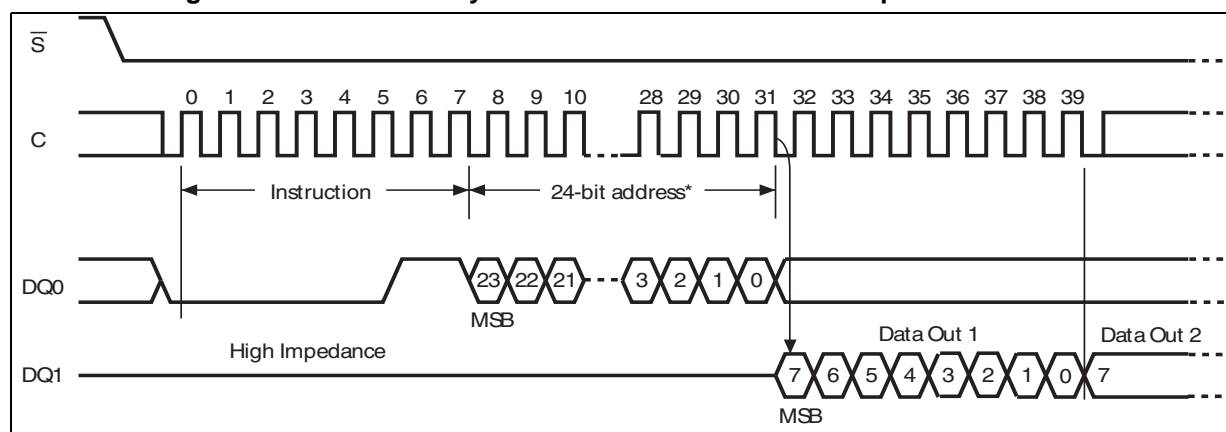 S
0 1 2 3 4 5 6 7 8 9 10 28 29 30 31 32 33 34 35 36 37 38 39
C
Instruction 24-bit address*
DQ0 23 22 21 3 2 1 0
MSB
High Impedance Data Out 1 Data Out 2
DQ1 7 6 5 4 3 2 1 0 7
MSB